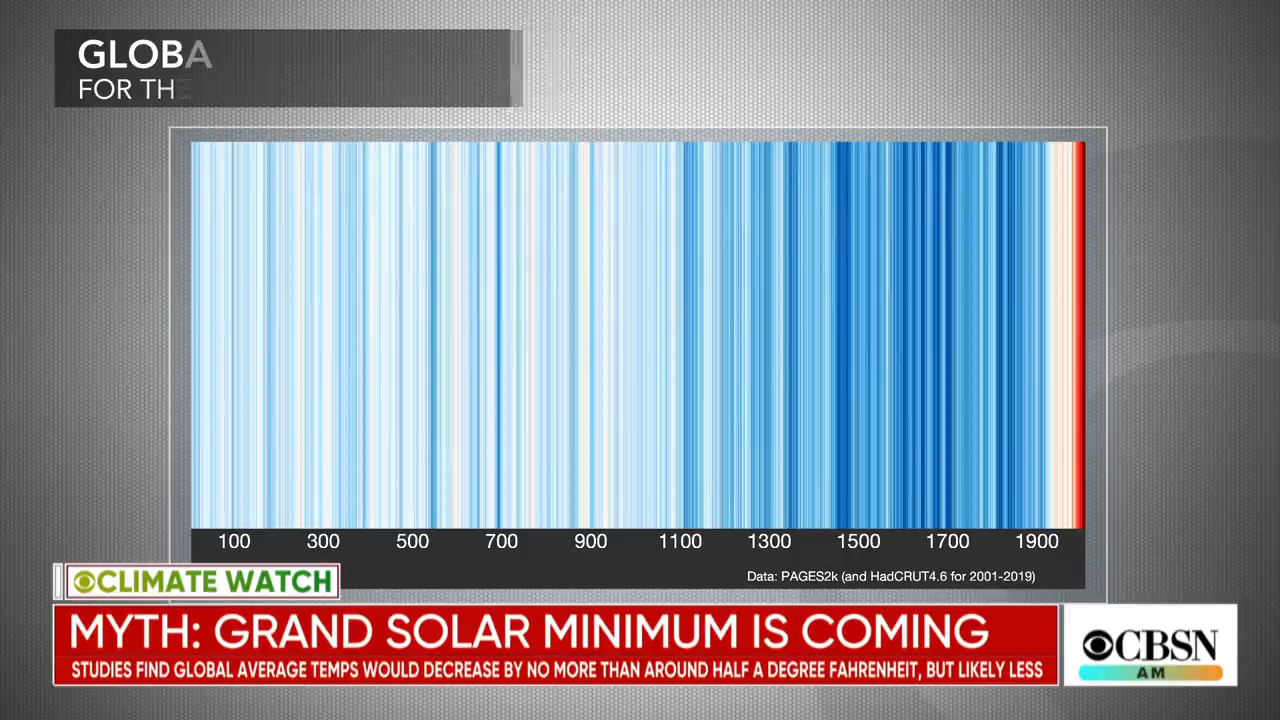 GLOBA
FOR THE
100 300 500 700 900 1100 1300 1500 1700 1900
Data: PAGES2k (and HadCRUT4.6 for 2001-2019)
CLIMATE WATCH
MYTH: GRAND SOLAR MINIMUM IS COMING
STUDIES FIND GLOBAL AVERAGE TEMPS WOULD DECREASE BY NO MORE THAN AROUND HALF A DEGREE FAHRENHEIT, BUT LIKELY LESS
CBSN
AM